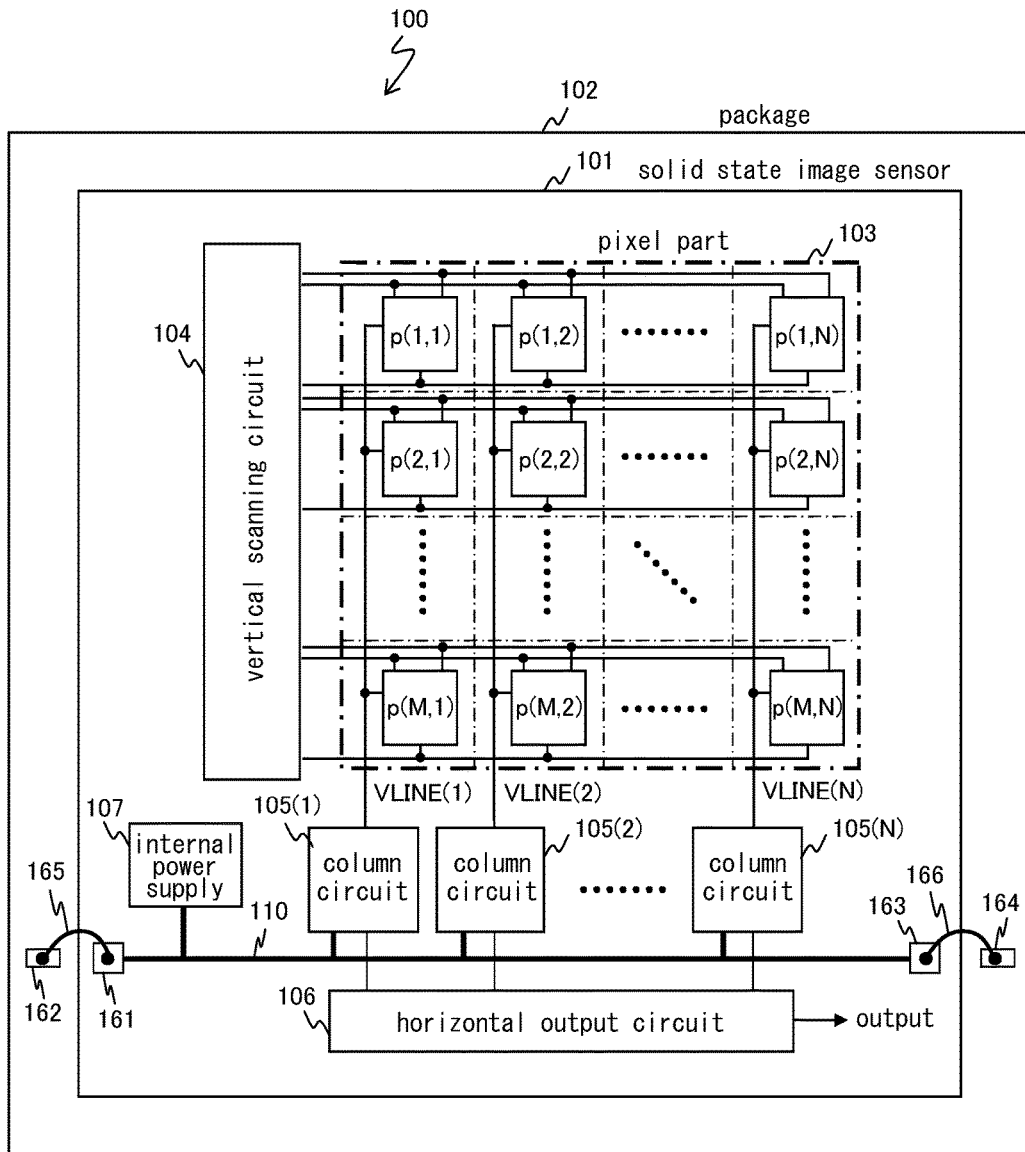 100
102
package
101
solid state image sensor
pixel part
103
104
vertical scanning circuit
p(1,1)
p(1,2)
p(1,N)
p(2,1)
p(2,2)
p(2,N)
p(M,1)
p(M,2)
p(M,N)
VLINE(1)
VLINE(2)
VLINE(N)
107
105(1)
105(2)
105(N)
internal
power
supply
column
circuit
column
circuit
column
circuit
165
110
163
166
164
162
161
106
horizontal output circuit
output